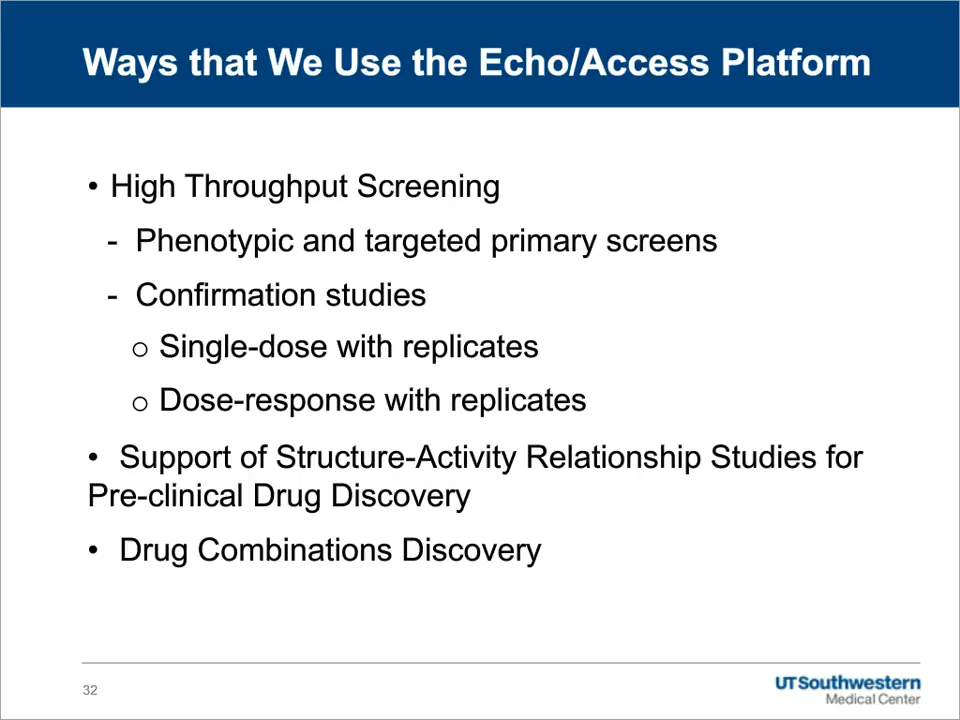 Ways that We Use the Echo/Access Platform
• High Throughput Screening
- Phenotypic and targeted primary screens
- Confirmation studies
o Single-dose with replicates
o Dose-response with replicates
• Support of Structure-Activity Relationship Studies for
Pre-clinical Drug Discovery
• Drug Combinations Discovery
32
UTSouthwestern
Medical Center